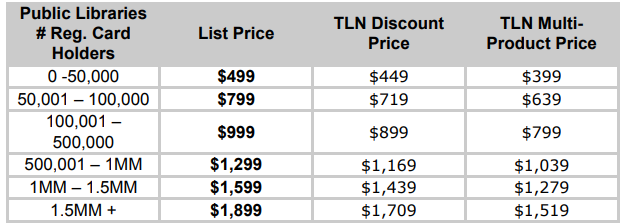 Public Libraries # Reg. Card Holders List Price TLN Discount Price TLN Multi-Product Price
0 -50,000 $499 $449 $399
50,001 – 100,000 $799 $719 $639
100,001 – 500,000 $999 $899 $799
500,001 – 1MM $1,299 $1,169 $1,039
1MM – 1.5MM $1,599 $1,439 $1,279
1.5MM + $1,899 $1,709 $1,519